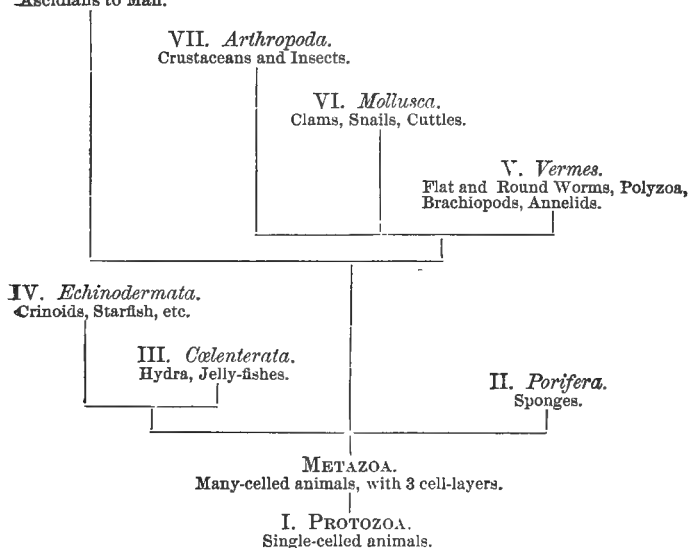 Ascidians to Man.
VII. Arthropoda.
Crustaceans and Insects.
VI. Mollusca.
Clams, Snails, Cuttles.
V. Vermes.
Flat and Round Worms, Polyzoa,
Brachiopods, Annelids.
IV. Echinodermata.
Crinoids, Starfish, etc.
III. Cœlenterata.
Hydra, Jelly-fishes.
II. Porifera.
Sponges.
METAZOA.
Many-celled animals, with 3 cell-layers.
I. PROTOZOA.
Single-celled animals.